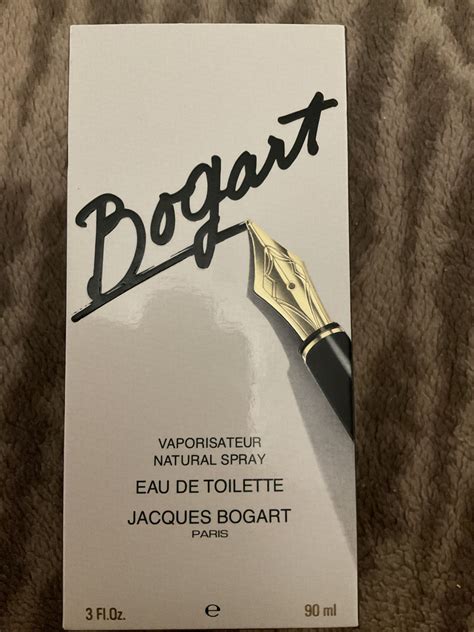 Bogart
VAPORISATEUR
NATURAL SPRAY
EAU DE TOILETTE
JACQUES BOGART
PARIS
3 Fl.Oz. e 90 ml